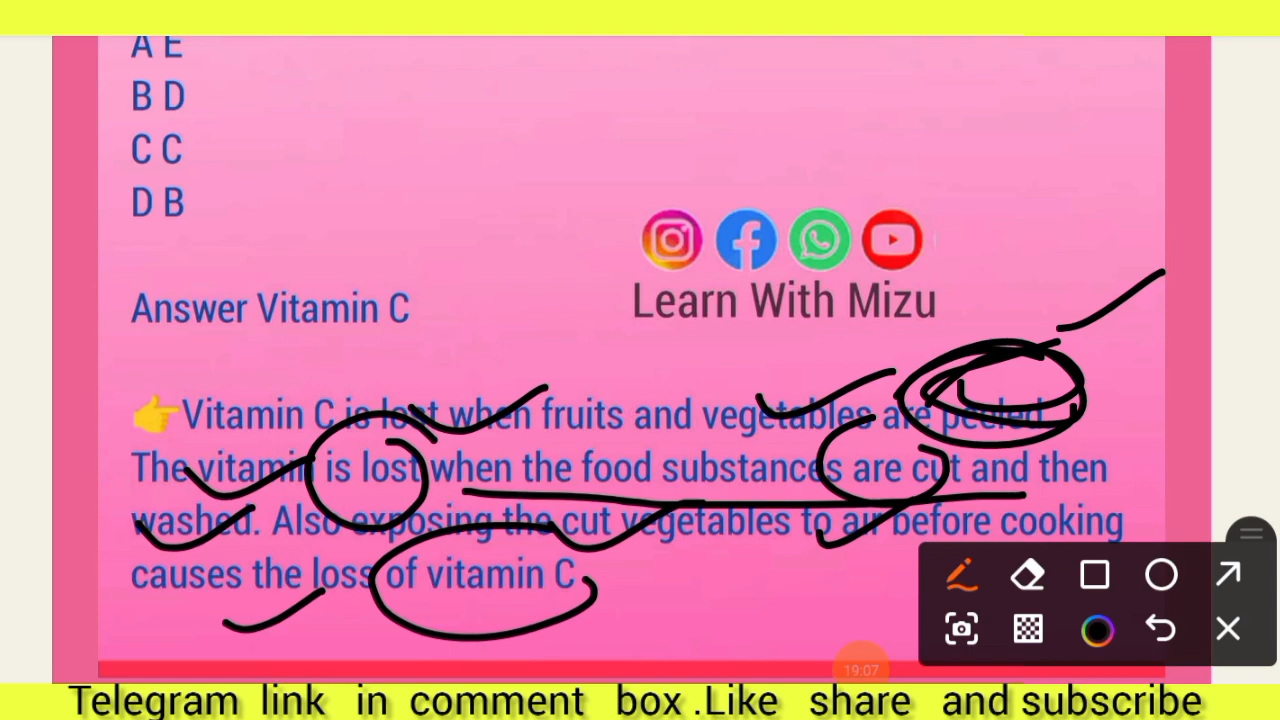 A E
B D
C C
D B
Answer Vitamin C
Learn With Mizu
👉Vitamin C is lost when fruits and vegetables are peeled.
The vitamin is lost when the food substances are cut and then
washed. Also exposing the cut vegetables to air before cooking
causes the loss of vitamin C
19:07
Telegram link in comment box .Like share and subscribe